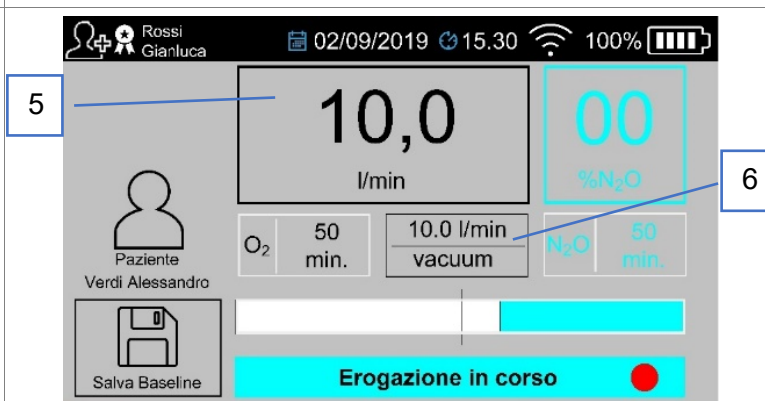 Rossi
Gianluca
02/09/2019 15.30 100%
5
10,0
l/min
00
%N₂O
6
O₂ 50 min.
10.0 l/min
vacuum
N₂O 50 min.
Paziente
Verdi Alessandro
Salva Baseline
Erogazione in corso